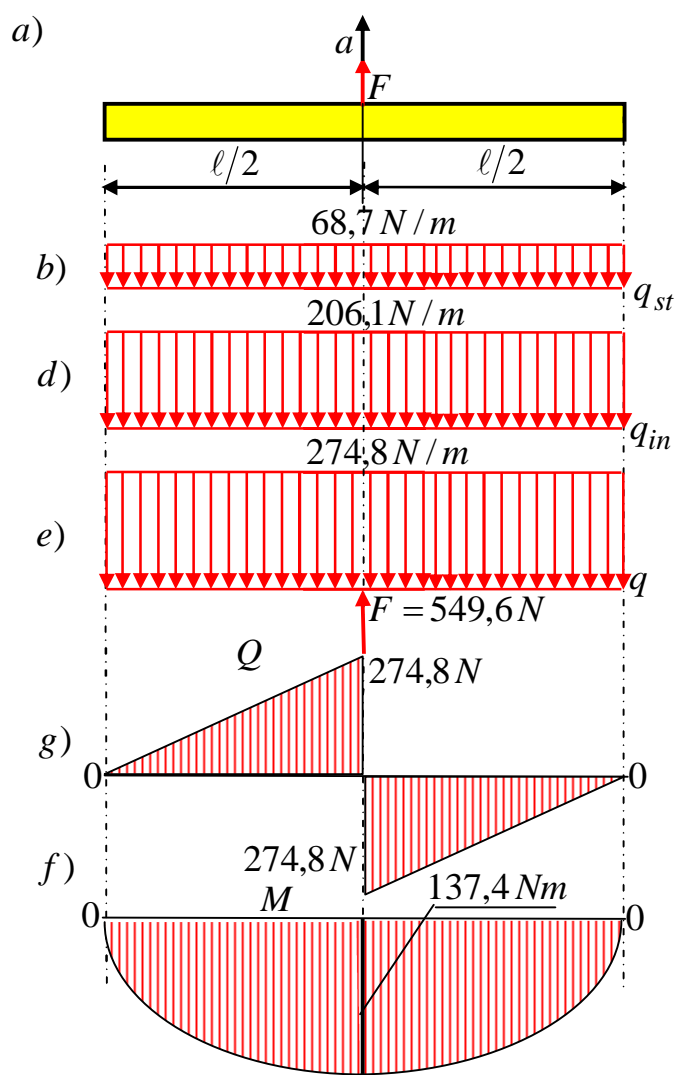 a)
a
F
ℓ/2 ℓ/2
68,7 N/m
b)
q_st
206,1 N/m
d)
q_in
274,8 N/m
e)
q
F = 549,6 N
Q
274,8 N
g)
0 0
274,8 N
f)
137,4 Nm
M
0 0